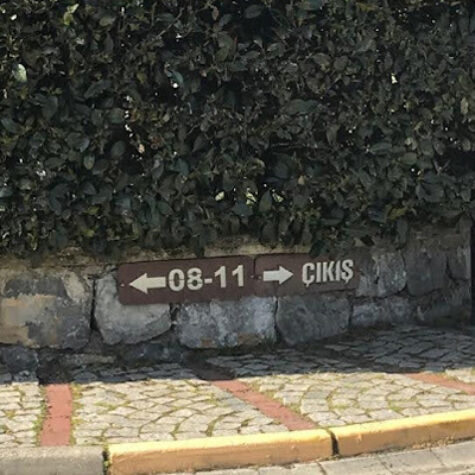 ← 08-11 → ÇIKIŞ